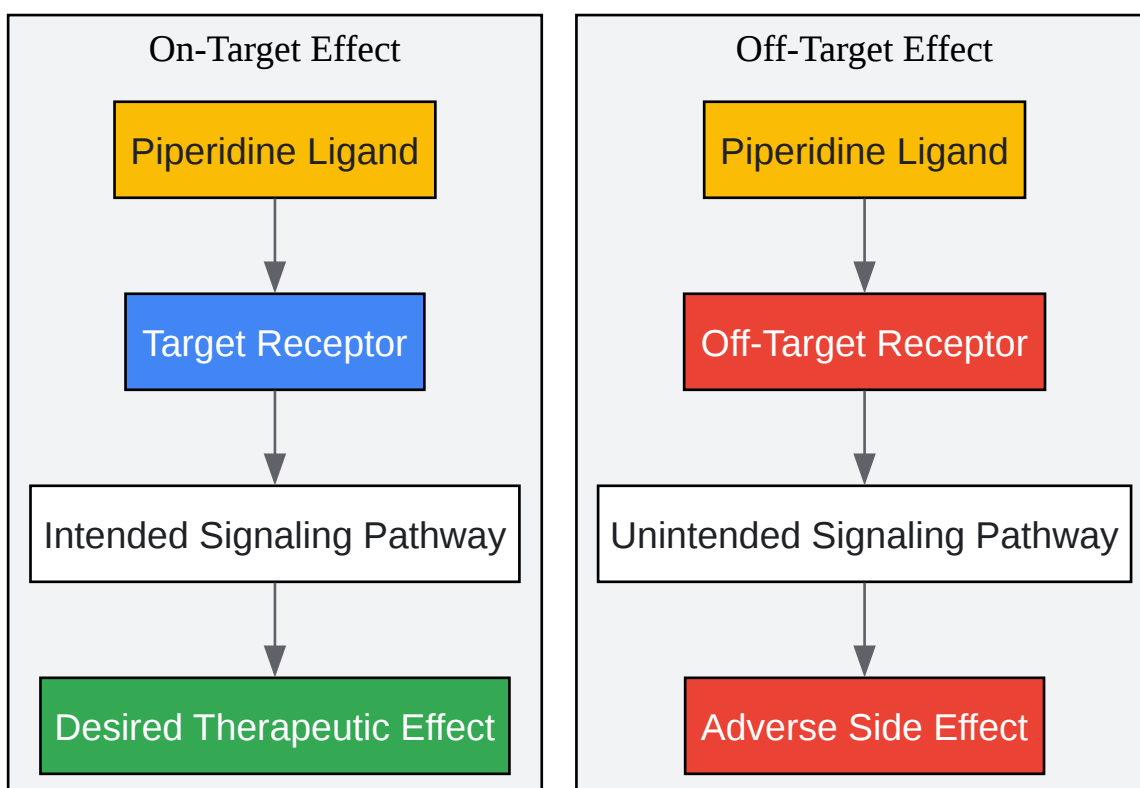 On-Target Effect
Piperidine Ligand
Target Receptor
Intended Signaling Pathway
Desired Therapeutic Effect
Off-Target Effect
Piperidine Ligand
Off-Target Receptor
Unintended Signaling Pathway
Adverse Side Effect